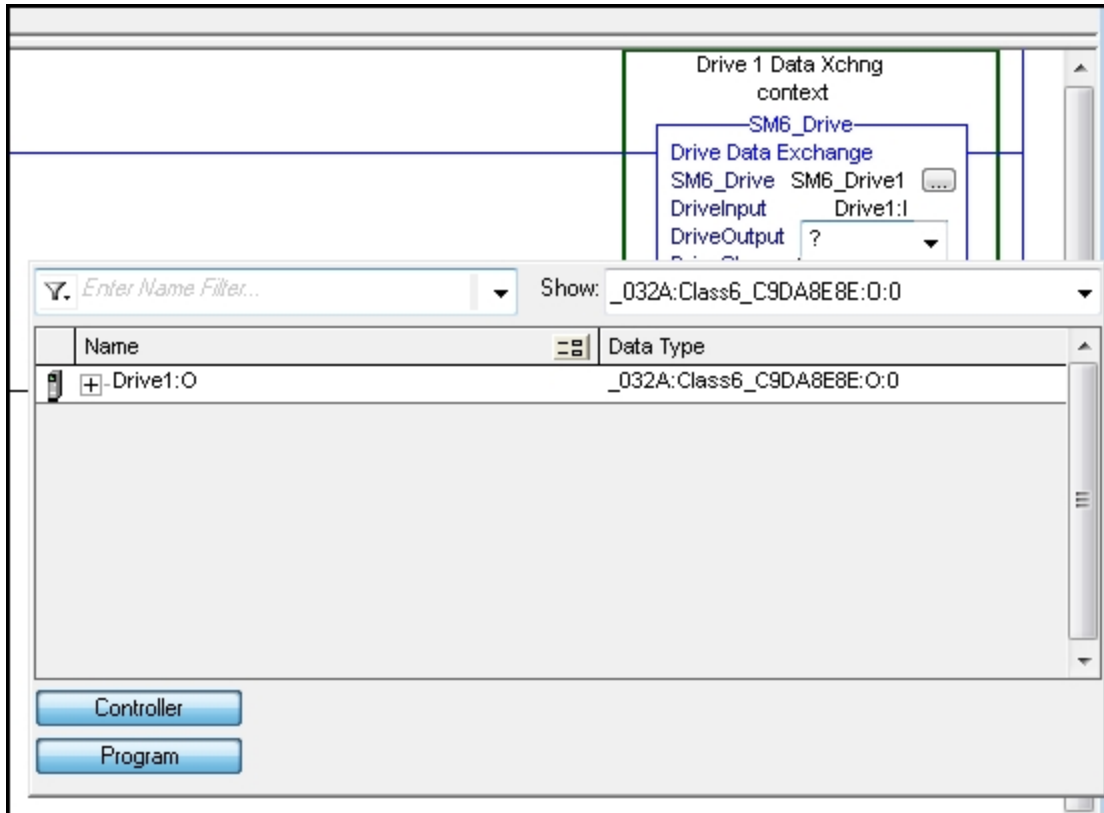 Drive 1 Data Xchng
context
SM6_Drive
Drive Data Exchange
SM6_Drive SM6_Drive1 ...
DriveInput Drive1:I
DriveOutput ?
Enter Name Filter... Show: _032A:Class6_C9DA8E8E:O:0
Name Data Type
Drive1:O _032A:Class6_C9DA8E8E:O:0
Controller
Program